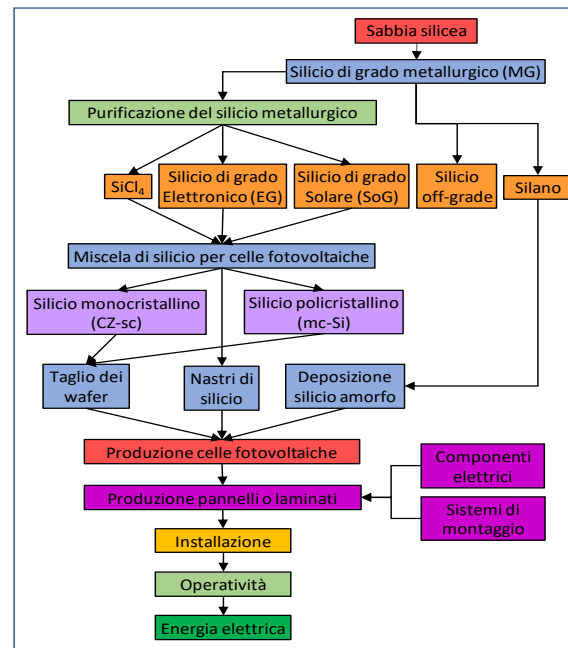 Sabbia silicea
Silicio di grado metallurgico (MG)
Purificazione del silicio metallurgico
SiCl₄
Silicio di grado
Elettronico (EG)
Silicio di grado
Solare (SoG)
Silicio
off-grade
Silano
Miscela di silicio per celle fotovoltaiche
Silicio monocristallino
(CZ-sc)
Silicio policristallino
(mc-Si)
Taglio dei
wafer
Nastri di
silicio
Deposizione
silicio amorfo
Produzione celle fotovoltaiche
Componenti
elettrici
Produzione pannelli o laminati
Sistemi di
montaggio
Installazione
Operatività
Energia elettrica